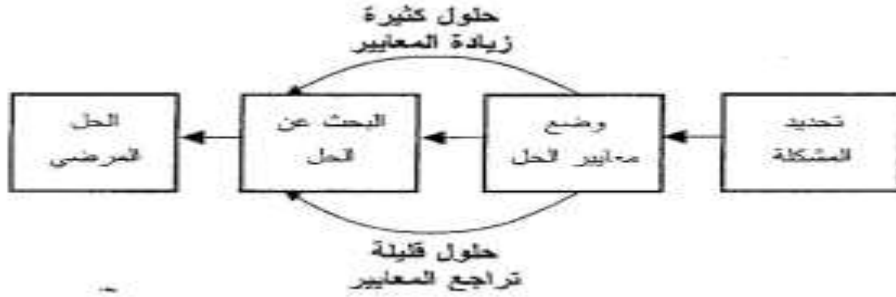 حلول كثيرة
زيادة المعايير
تحديد
المشكلة
وضع
معايير الحل
البحث عن
الحل
الحل
المرضي
حلول قليلة
تراجع المعايير